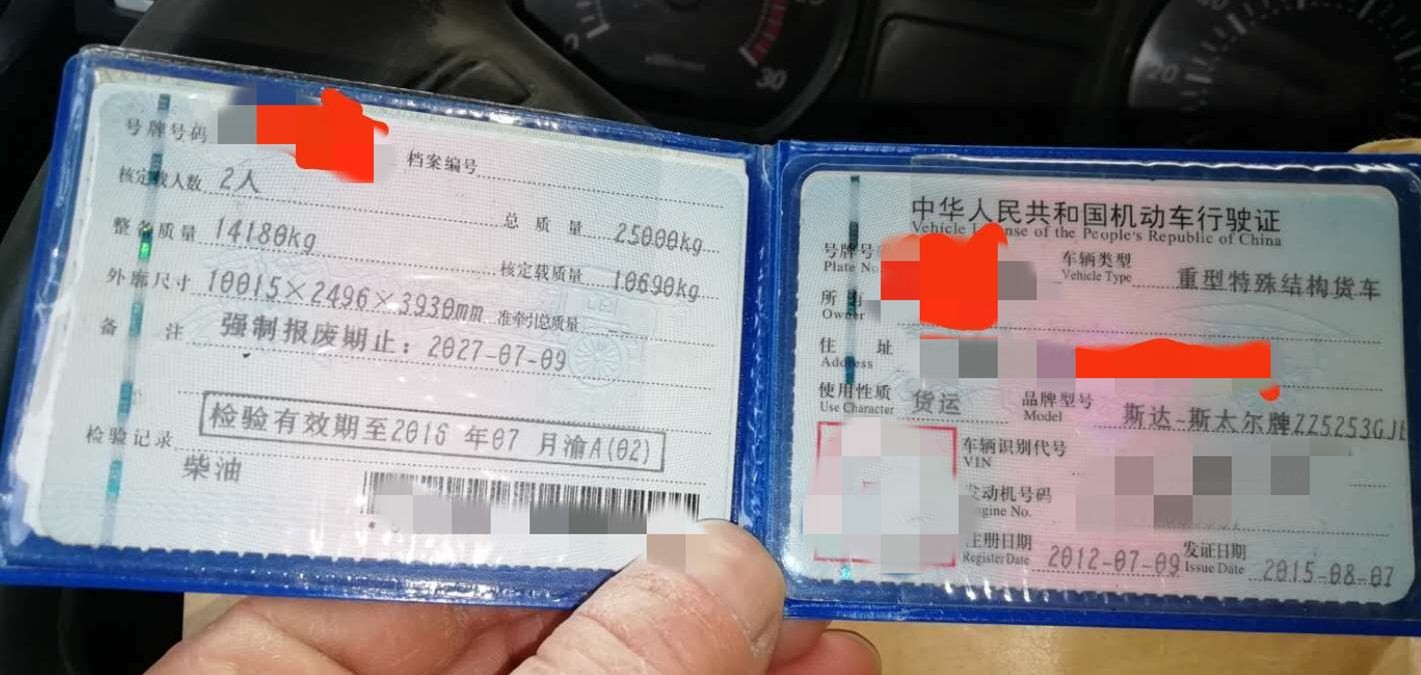 号牌号码
档案编号
核定载人数 2人
总质量 25000kg
整备质量 14180kg
核定载质量 10690kg
外廓尺寸 10015×2496×3930mm 准牵引总质量 --
备注 强制报废期止：2027-07-09
检验有效期至2016 年07 月渝A(02)
检验记录
柴油
*
中华人民共和国机动车行驶证
Vehicle License of the People's Republic of China
号牌号
Plate No.
车辆类型
Vehicle Type
重型特殊结构货车
所有
Owner
住址
Address
使用性质
Use Character
货运
品牌型号
Model
斯达-斯太尔牌ZZ5253GJB
车辆识别代号
VIN
发动机号码
Engine No.
注册日期
Register Date
2012-07-09
发证日期
Issue Date
2015-08-07
20
30
0